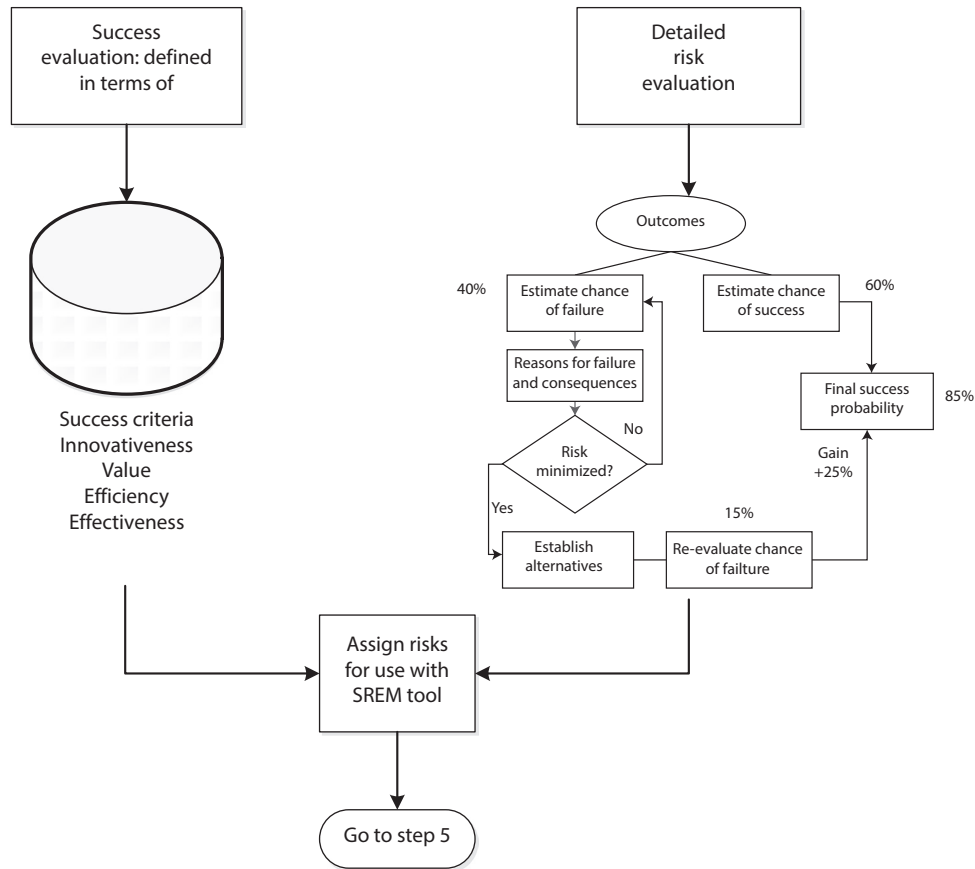 Success
evaluation: defined
in terms of
Detailed
risk
evaluation
Outcomes
40%
Estimate chance
of failure
Estimate chance
of success
60%
Reasons for failure
and consequences
Final success
probability
85%
No
Risk
minimized?
Gain
+25%
Yes
15%
Establish
alternatives
Re-evaluate chance
of failture
Success criteria
Innovativeness
Value
Efficiency
Effectiveness
Assign risks
for use with
SREM tool
Go to step 5